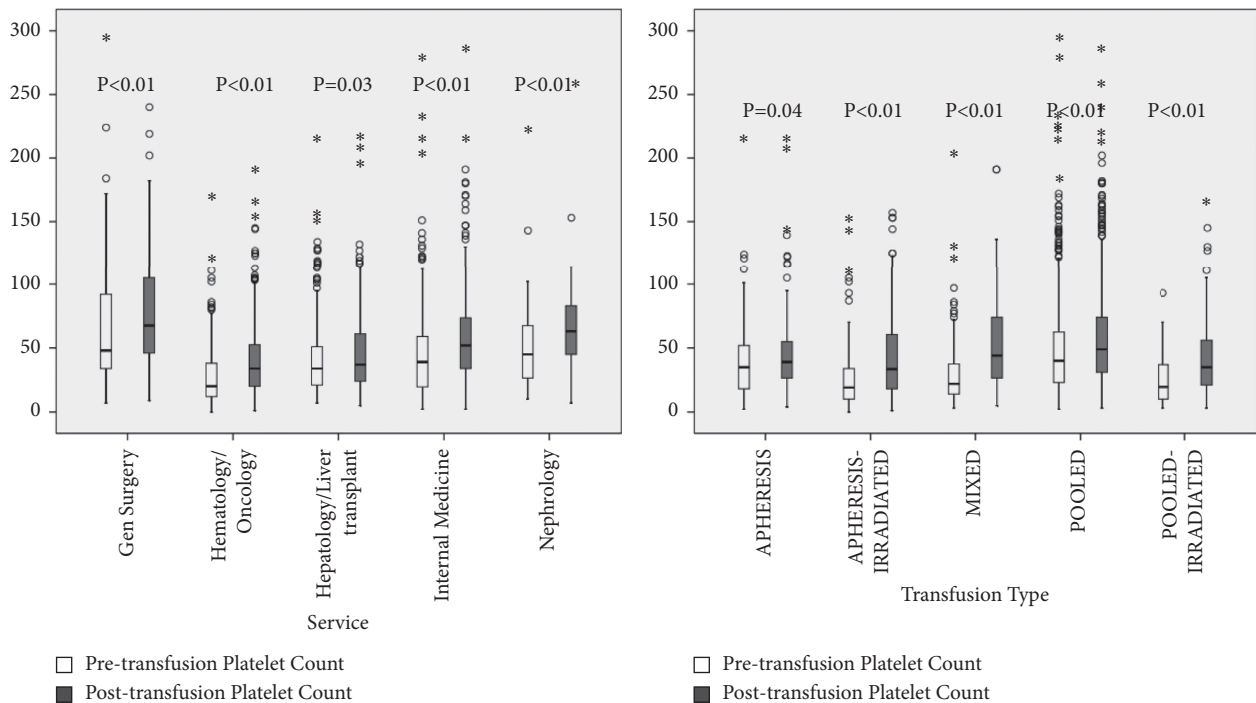 300
250
200
150
100
50
0
P<0.01
P<0.01
P=0.03
P<0.01
P<0.01
Gen Surgery
Hematology/
Oncology
Hepatology/Liver
transplant
Internal Medicine
Nephrology
Service
Pre-transfusion Platelet Count
Post-transfusion Platelet Count
300
250
200
150
100
50
0
P=0.04
P<0.01
P<0.01
P<0.01
P<0.01
APHERESIS
APHERESIS-
IRRADIATED
MIXED
POOLED
POOLED-
IRRADIATED
Transfusion Type
Pre-transfusion Platelet Count
Post-transfusion Platelet Count